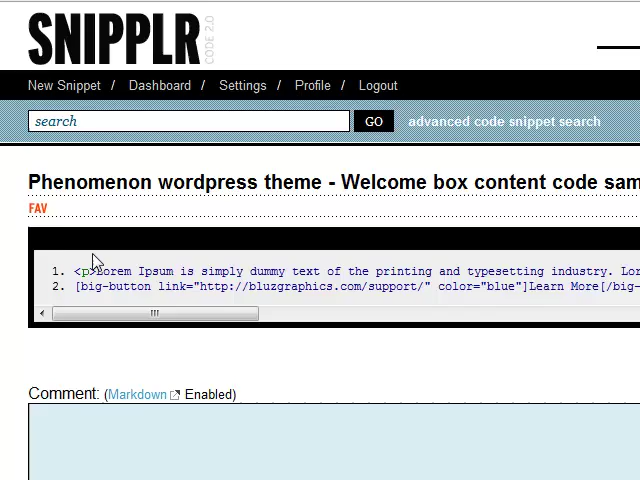 SNIPPLR CODE 2.0
New Snippet / Dashboard / Settings / Profile / Logout
search GO advanced code snippet search
Phenomenon wordpress theme - Welcome box content code sam
FAV
1. <p>Lorem Ipsum is simply dummy text of the printing and typesetting industry. Lor
2. [big-button link="http://bluzgraphics.com/support/" color="blue"]Learn More[/big-
Comment: (Markdown Enabled)